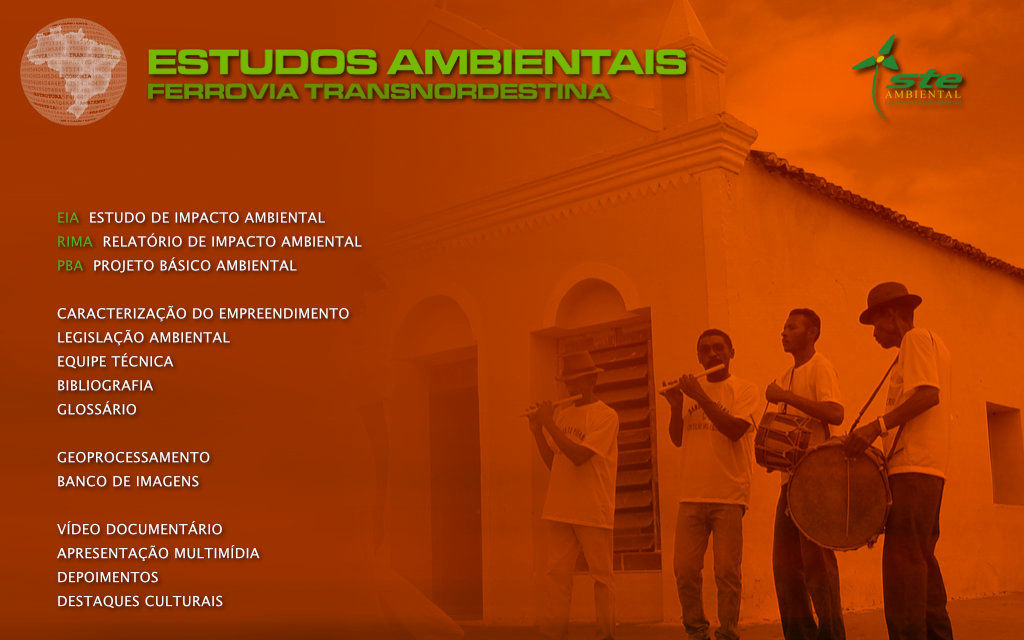 ESTUDOS AMBIENTAIS
FERROVIA TRANSNORDESTINA
ste
AMBIENTAL
EIA ESTUDO DE IMPACTO AMBIENTAL
RIMA RELATÓRIO DE IMPACTO AMBIENTAL
PBA PROJETO BÁSICO AMBIENTAL
CARACTERIZAÇÃO DO EMPREENDIMENTO
LEGISLAÇÃO AMBIENTAL
EQUIPE TÉCNICA
BIBLIOGRAFIA
GLOSSÁRIO
GEOPROCESSAMENTO
BANCO DE IMAGENS
VÍDEO DOCUMENTÁRIO
APRESENTAÇÃO MULTIMÍDIA
DEPOIMENTOS
DESTAQUES CULTURAIS